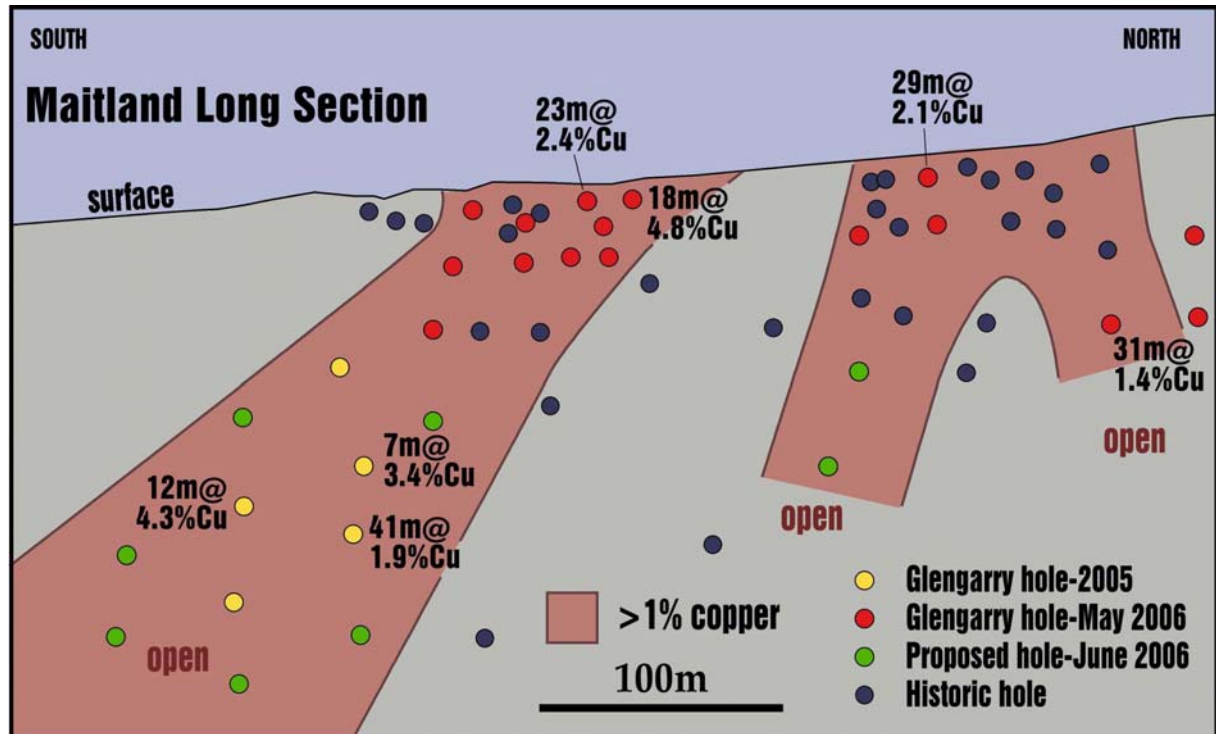 SOUTH
NORTH
Maitland Long Section
23m@
2.4%Cu
29m@
2.1%Cu
surface
18m@
4.8%Cu
31m@
1.4%Cu
7m@
3.4%Cu
open
12m@
4.3%Cu
41m@
1.9%Cu
open
>1% copper
open
100m
Glengarry hole-2005
Glengarry hole-May 2006
Proposed hole-June 2006
Historic hole